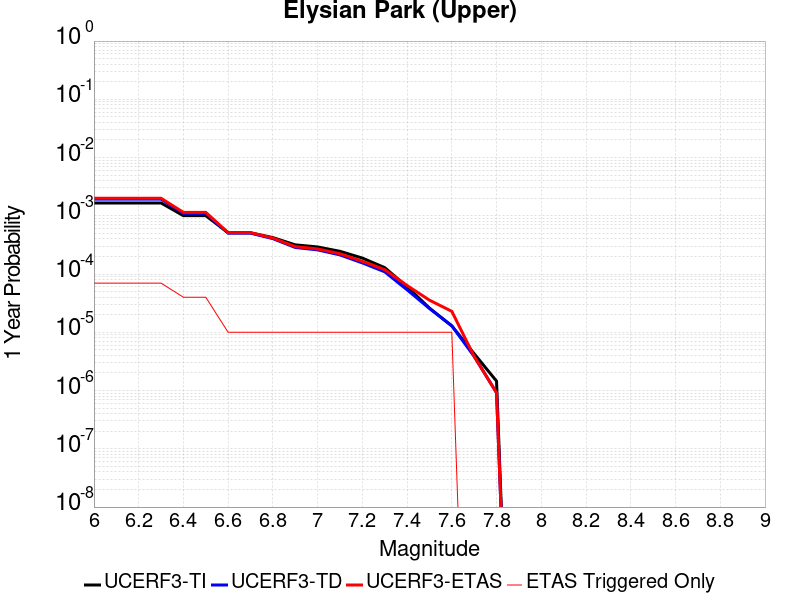 Elysian Park (Upper)
10^0
10^-1
10^-2
10^-3
10^-4
10^-5
10^-6
10^-7
10^-8
1 Year Probability
6 6.2 6.4 6.6 6.8 7 7.2 7.4 7.6 7.8 8 8.2 8.4 8.6 8.8 9
Magnitude
UCERF3-TI UCERF3-TD UCERF3-ETAS ETAS Triggered Only